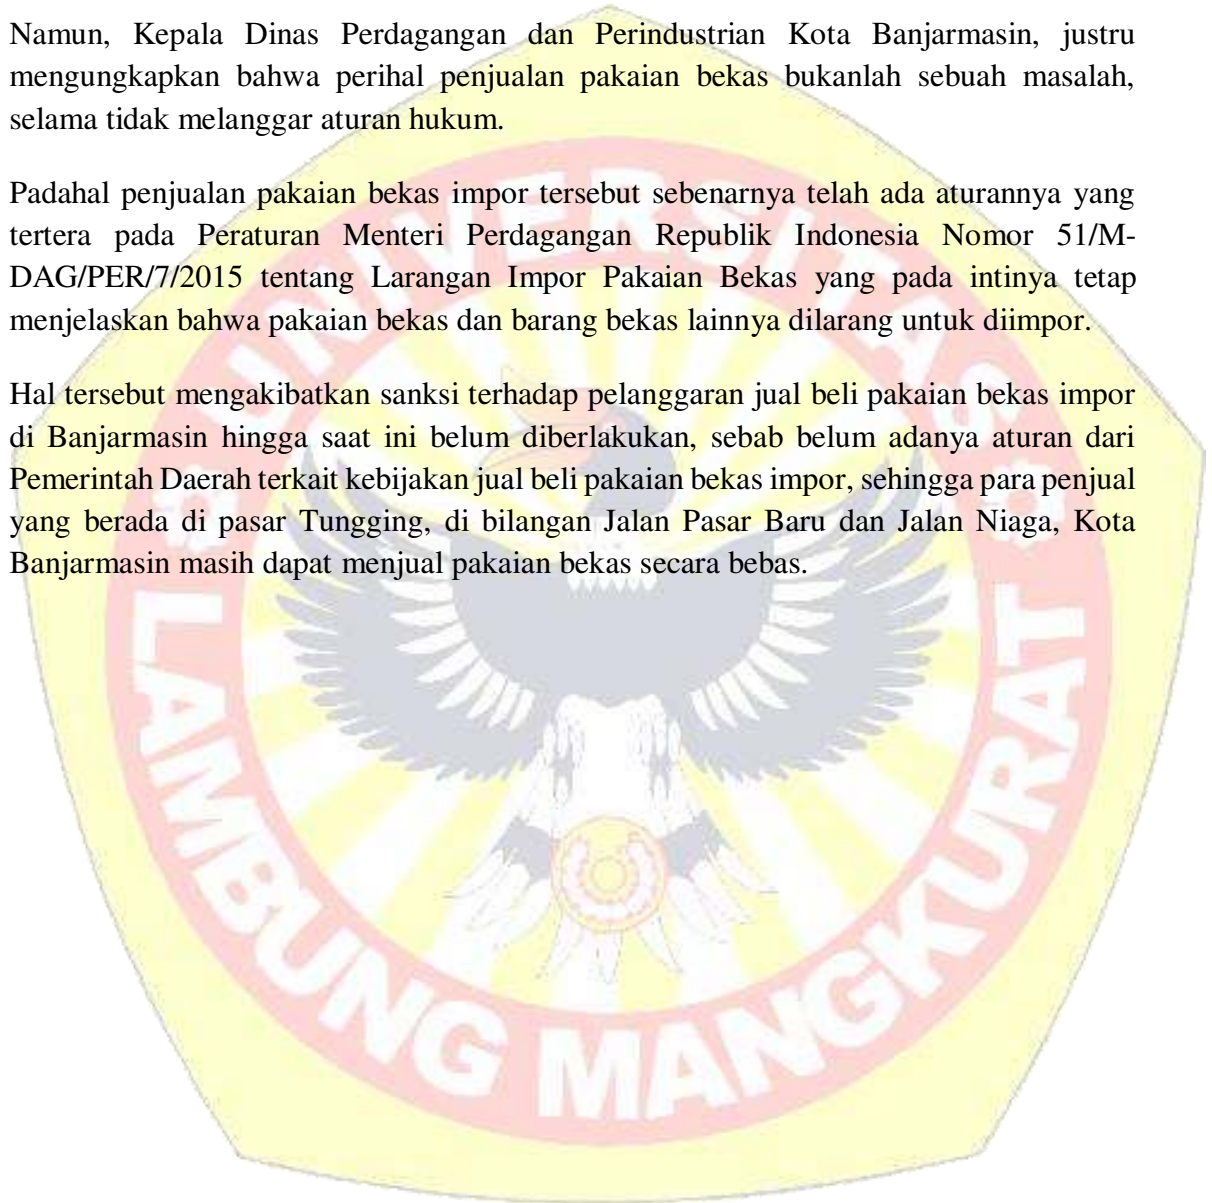 Namun, Kepala Dinas Perdagangan dan Perindustrian Kota Banjarmasin, justru
mengungkapkan bahwa perihal penjualan pakaian bekas bukanlah sebuah masalah,
selama tidak melanggar aturan hukum.
Padahal penjualan pakaian bekas impor tersebut sebenarnya telah ada aturannya yang
tertera pada Peraturan Menteri Perdagangan Republik Indonesia Nomor 51/M-
DAG/PER/7/2015 tentang Larangan Impor Pakaian Bekas yang pada intinya tetap
menjelaskan bahwa pakaian bekas dan barang bekas lainnya dilarang untuk diimpor.
Hal tersebut mengakibatkan sanksi terhadap pelanggaran jual beli pakaian bekas impor
di Banjarmasin hingga saat ini belum diberlakukan, sebab belum adanya aturan dari
Pemerintah Daerah terkait kebijakan jual beli pakaian bekas impor, sehingga para penjual
yang berada di pasar Tungging, di bilangan Jalan Pasar Baru dan Jalan Niaga, Kota
Banjarmasin masih dapat menjual pakaian bekas secara bebas.
UNIVERSITAS
LAMBUNG MANGKURAT